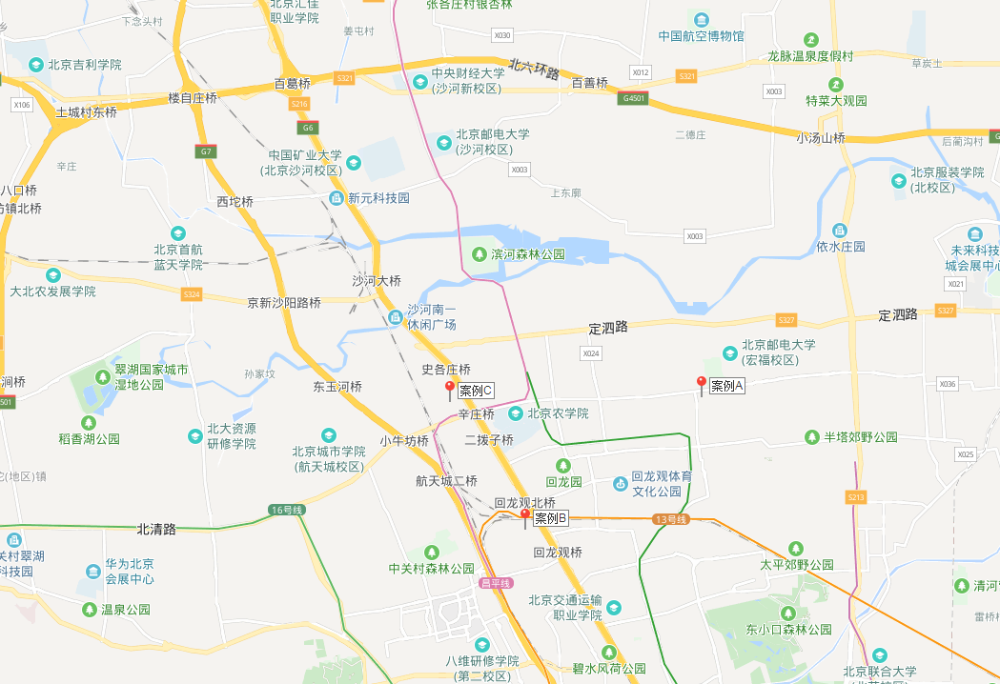 张各庄村银杏林
北京汇佳
职业学院
下念头村
姜屯村
X030
中国航空博物馆
龙脉温泉度假村
草炭土
北京吉利学院
北六环路
中央财经大学
(沙河新校区)
X012
S321
S321
百葛桥
百善桥
G4501
X003
特菜大观园
楼自庄桥
S216
X106
土城村东桥
G6
北京邮电大学
(沙河校区)
二德庄
小汤山桥
后蔺沟村
G7
中国矿业大学
(北京沙河校区)
X003
辛庄
北京服装学院
(北校区)
八口桥
西坨桥
新元科技园
上东廓
坊镇北桥
X003
北京首航
蓝天学院
依水庄园
未来科技
城会展中心
滨河森林公园
大北农发展学院
沙河大桥
X021
S324
京新沙阳路桥
沙河南一
休闲广场
定泗路
S327
定泗路
S327
X024
北京邮电大学
(宏福校区)
翠湖国家城市
湿地公园
孙家坟
史各庄桥
东玉河桥
案例C
案例A
X036
涧桥
501
辛庄桥
北京农学院
稻香湖公园
北大资源
研修学院
小牛坊桥
二拨子桥
半塔郊野公园
北京城市学院
(航天城校区)
X025
坨(地区)镇
航天城二桥
回龙园
回龙观体育
文化公园
S213
16号线
回龙观北桥
案例B
13号线
北清路
关村翠湖
科技园
华为北京
会展中心
中关村森林公园
回龙观桥
太平郊野公园
昌平线
清河
温泉公园
北京交通运输
职业学院
东小口森林公园
雷桥村
八维研修学院
(第二校区)
碧水风荷公园
北京联合大学